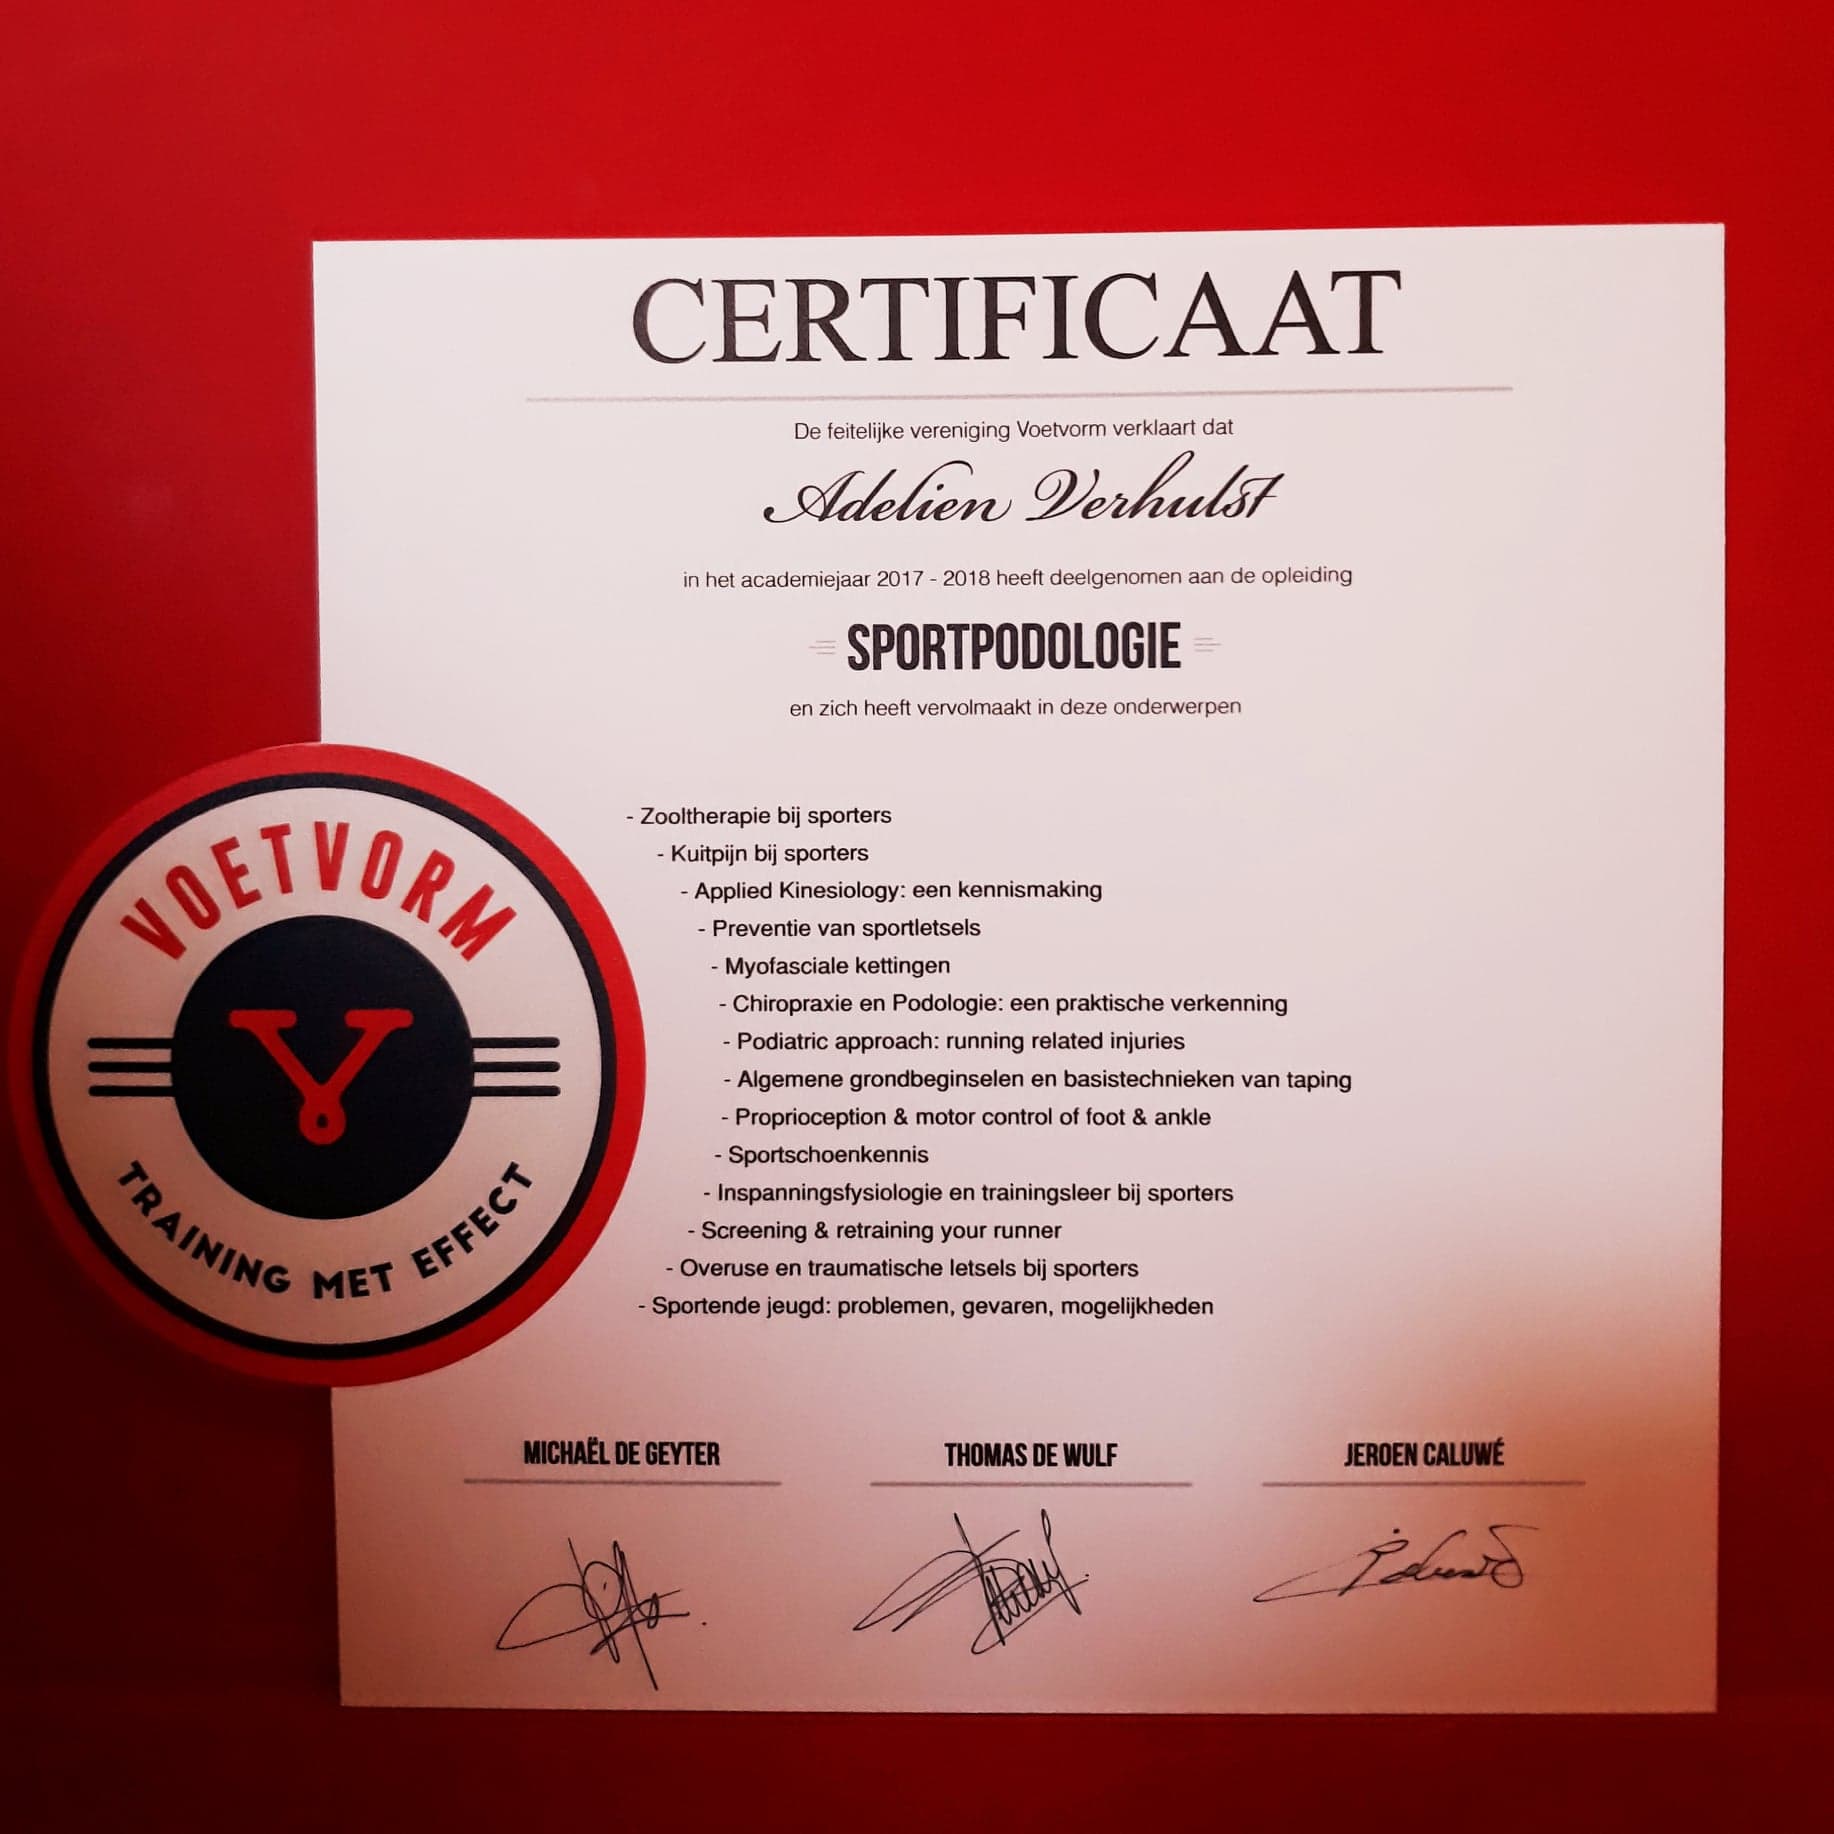 CERTIFICAAT
De feitelijke vereniging Voetvorm verklaart dat
Adelien Verhulst
in het academiejaar 2017 - 2018 heeft deelgenomen aan de opleiding
SPORTPODOLOGIE
en zich heeft vervolmaakt in deze onderwerpen
- Zooltherapie bij sporters
- Kuitpijn bij sporters
- Applied Kinesiology: een kennismaking
- Preventie van sportletsels
- Myofasciale kettingen
- Chiropraxie en Podologie: een praktische verkenning
- Podiatric approach: running related injuries
- Algemene grondbeginselen en basistechnieken van taping
- Proprioception & motor control of foot & ankle
- Sportschoenkennis
- Inspanningsfysiologie en trainingsleer bij sporters
- Screening & retraining your runner
- Overuse en traumatische letsels bij sporters
- Sportende jeugd: problemen, gevaren, mogelijkheden
VOETVORM
V
TRAINING MET EFFECT
MICHAËL DE GEYTER
THOMAS DE WULF
JEROEN CALUWÉ